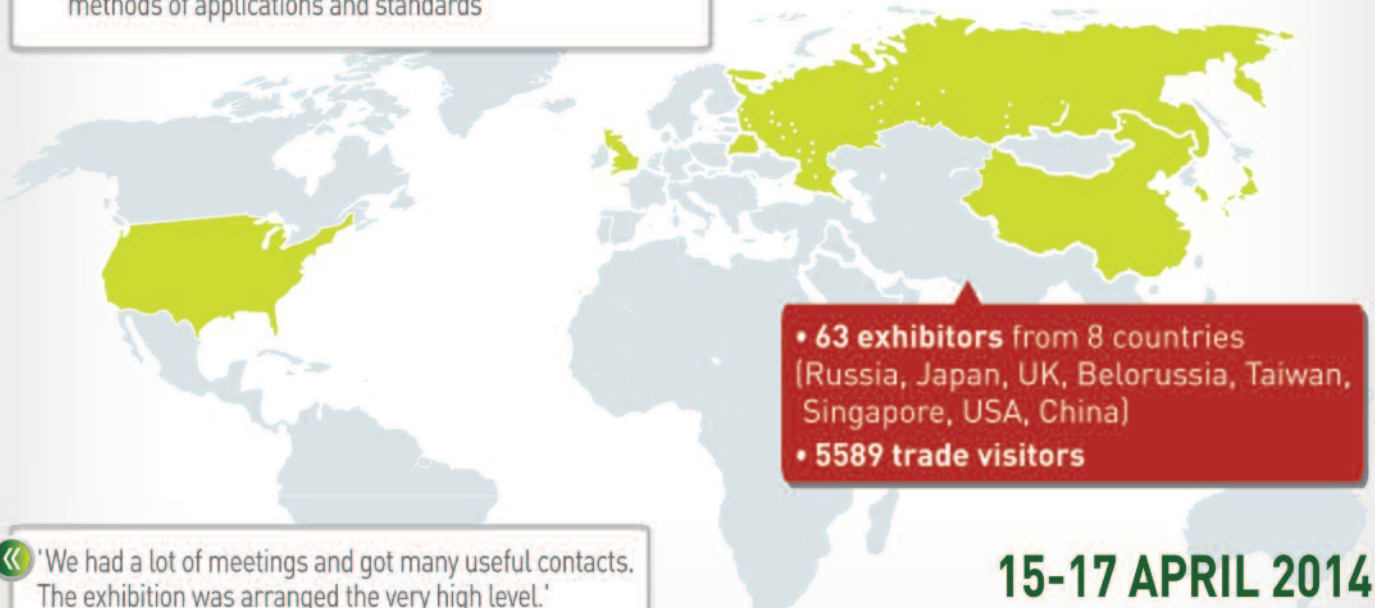 methods of applications and standards
• 63 exhibitors from 8 countries
(Russia, Japan, UK, Belorussia, Taiwan,
Singapore, USA, China)
• 5589 trade visitors
'We had a lot of meetings and got many useful contacts.
The exhibition was arranged the very high level.'
15-17 APRIL 2014